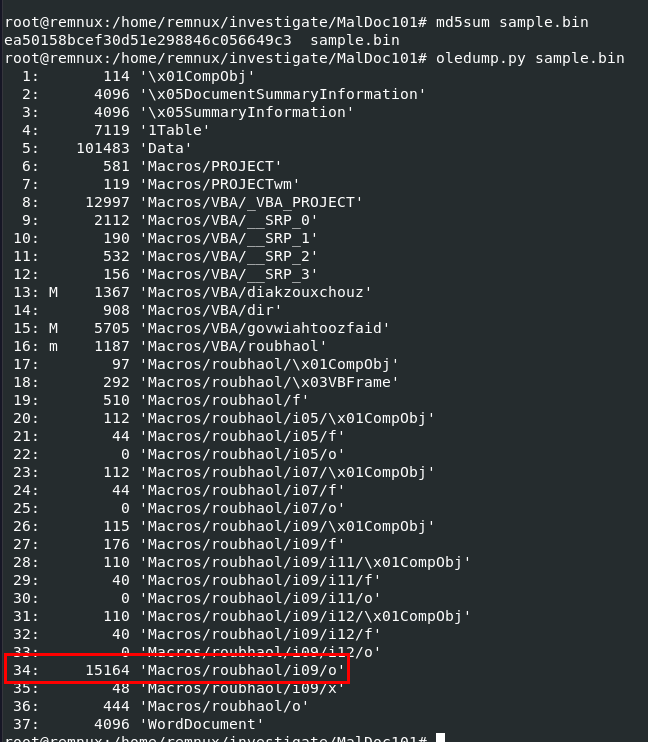 root@remnux:/home/remnux/investigate/MalDoc101# md5sum sample.bin
ea50158bcef30d51e298846c056649c3  sample.bin
root@remnux:/home/remnux/investigate/MalDoc101# oledump.py sample.bin
  1:       114 '\x01CompObj'
  2:      4096 '\x05DocumentSummaryInformation'
  3:      4096 '\x05SummaryInformation'
  4:      7119 '1Table'
  5:    101483 'Data'
  6:       581 'Macros/PROJECT'
  7:       119 'Macros/PROJECTwm'
  8:     12997 'Macros/VBA/_VBA_PROJECT'
  9:      2112 'Macros/VBA/__SRP_0'
 10:       190 'Macros/VBA/__SRP_1'
 11:       532 'Macros/VBA/__SRP_2'
 12:       156 'Macros/VBA/__SRP_3'
 13: M    1367 'Macros/VBA/diakzouxchouz'
 14:       908 'Macros/VBA/dir'
 15: M    5705 'Macros/VBA/govwiahtoozfaid'
 16: m    1187 'Macros/VBA/roubhaol'
 17:        97 'Macros/roubhaol/\x01CompObj'
 18:       292 'Macros/roubhaol/\x03VBFrame'
 19:       510 'Macros/roubhaol/f'
 20:       112 'Macros/roubhaol/i05/\x01CompObj'
 21:        44 'Macros/roubhaol/i05/f'
 22:         0 'Macros/roubhaol/i05/o'
 23:       112 'Macros/roubhaol/i07/\x01CompObj'
 24:        44 'Macros/roubhaol/i07/f'
 25:         0 'Macros/roubhaol/i07/o'
 26:       115 'Macros/roubhaol/i09/\x01CompObj'
 27:       176 'Macros/roubhaol/i09/f'
 28:       110 'Macros/roubhaol/i09/i11/\x01CompObj'
 29:        40 'Macros/roubhaol/i09/i11/f'
 30:         0 'Macros/roubhaol/i09/i11/o'
 31:       110 'Macros/roubhaol/i09/i12/\x01CompObj'
 32:        40 'Macros/roubhaol/i09/i12/f'
 33:         0 'Macros/roubhaol/i09/i12/o'
 34:     15164 'Macros/roubhaol/i09/o'
 35:        48 'Macros/roubhaol/i09/x'
 36:       444 'Macros/roubhaol/o'
 37:      4096 'WordDocument'
root@remnux:/home/remnux/investigate/MalDoc101#